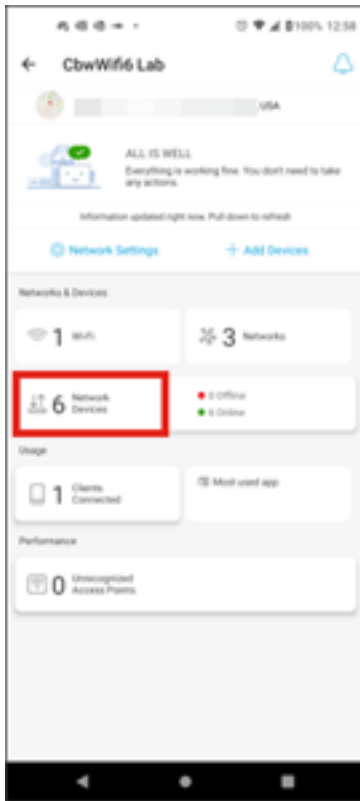 100% 12:58
CbwWifi6 Lab
USA
ALL IS WELL
Everything is working fine. You don't need to take
any actions.
Information updated right now. Pull down to refresh
Network Settings
Add Devices
Networks & Devices
1 Wi-Fi
3 Networks
6 Network
Devices
0 Offline
6 Online
Usage
1 Clients
Connected
Most used app
Performance
0 Unrecognized
Access Points